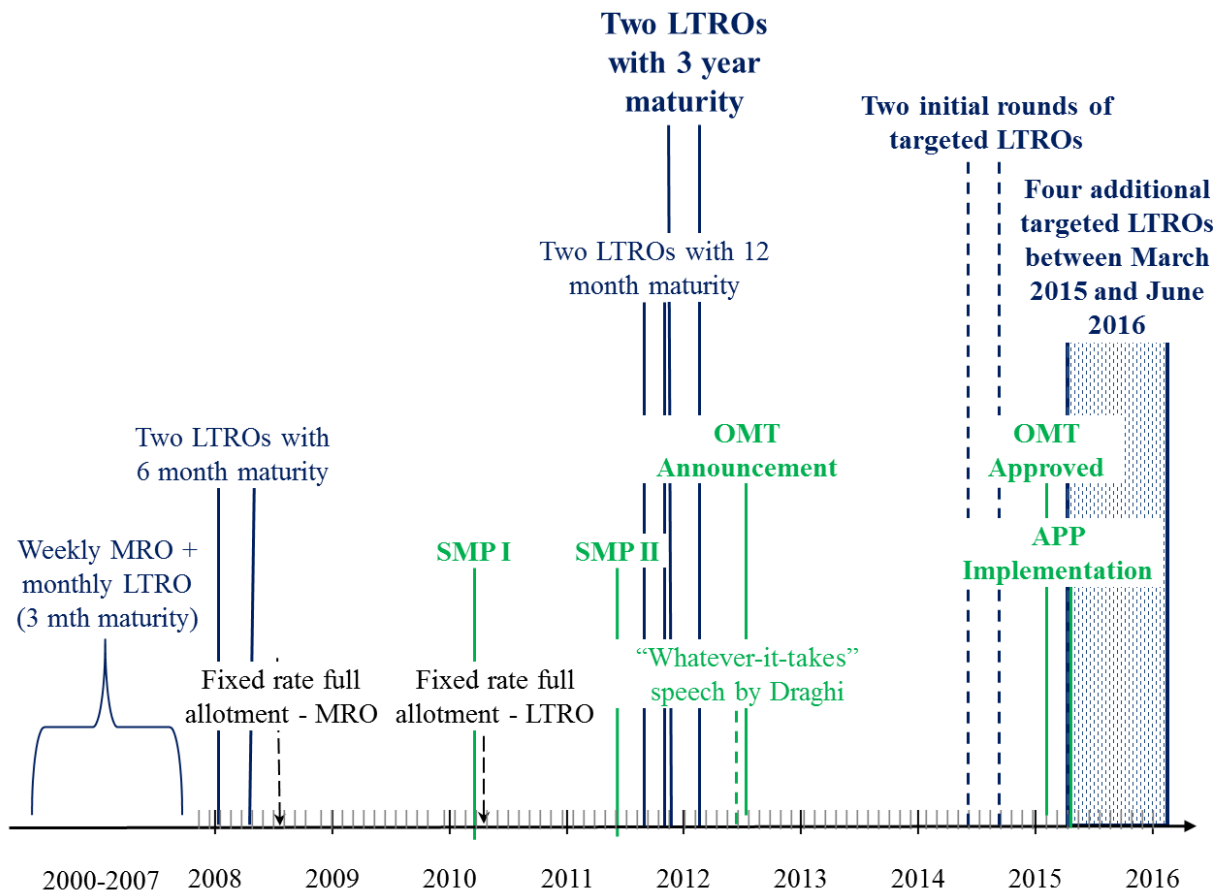 Two LTROs
with 3 year
maturity
Two initial rounds of
targeted LTROs
Four additional
targeted LTROs
between March
2015 and June
2016
Two LTROs with 12
month maturity
Two LTROs with
6 month maturity
OMT
Announcement
OMT
Approved
Weekly MRO +
monthly LTRO
(3 mth maturity)
SMP I
SMP II
APP
Implementation
Fixed rate full
allotment - MRO
Fixed rate full
allotment - LTRO
“Whatever-it-takes”
speech by Draghi
2000-2007 2008 2009 2010 2011 2012 2013 2014 2015 2016